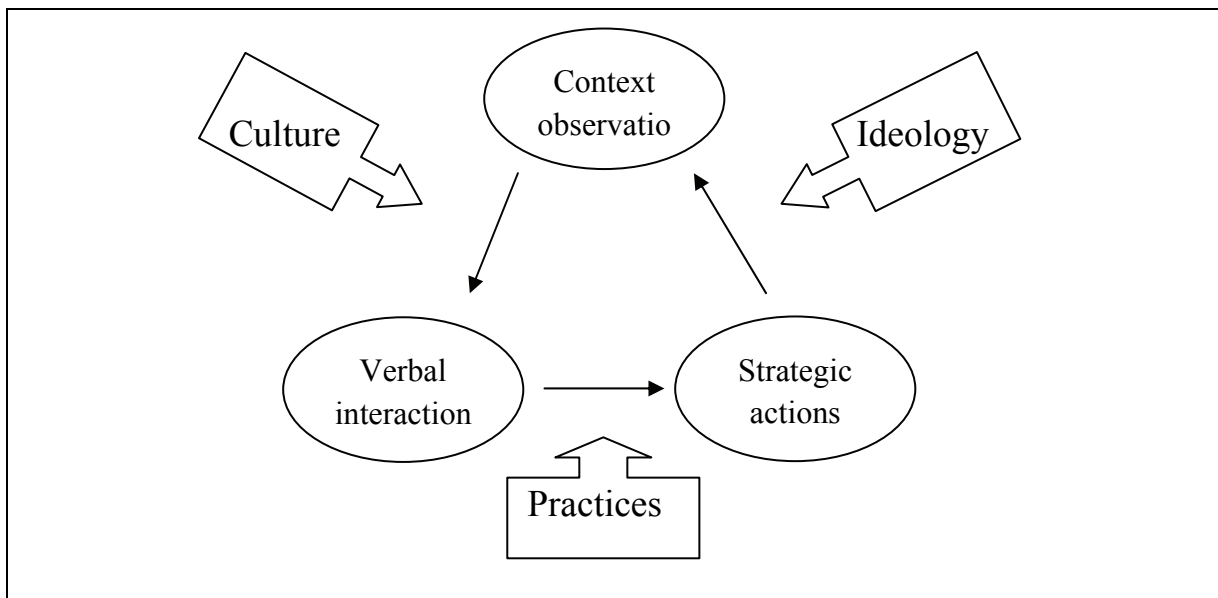 Context
observatio
Culture
Ideology
Verbal
interaction
Strategic
actions
Practices